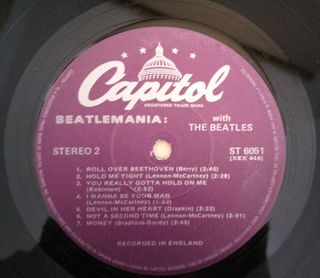 Capitol
REGISTERED TRADE MARK
BEATLEMANIA: with
THE BEATLES
STEREO 2 ST 6051
(XEX 448)
1. ROLL OVER BEETHOVEN (Berry) (2:40)
2. HOLD ME TIGHT (Lennon-McCartney) (2:28)
3. YOU REALLY GOTTA HOLD ON ME
(Robinson) (2:52)
4. I WANNA BE YOUR MAN
(Lennon-McCartney) (1:52)
5. DEVIL IN HER HEART (Drapkin) (2:22)
6. NOT A SECOND TIME (Lennon-McCartney) (2:01)
7. MONEY (Bradford-Gordy) (2:45)
RECORDED IN ENGLAND